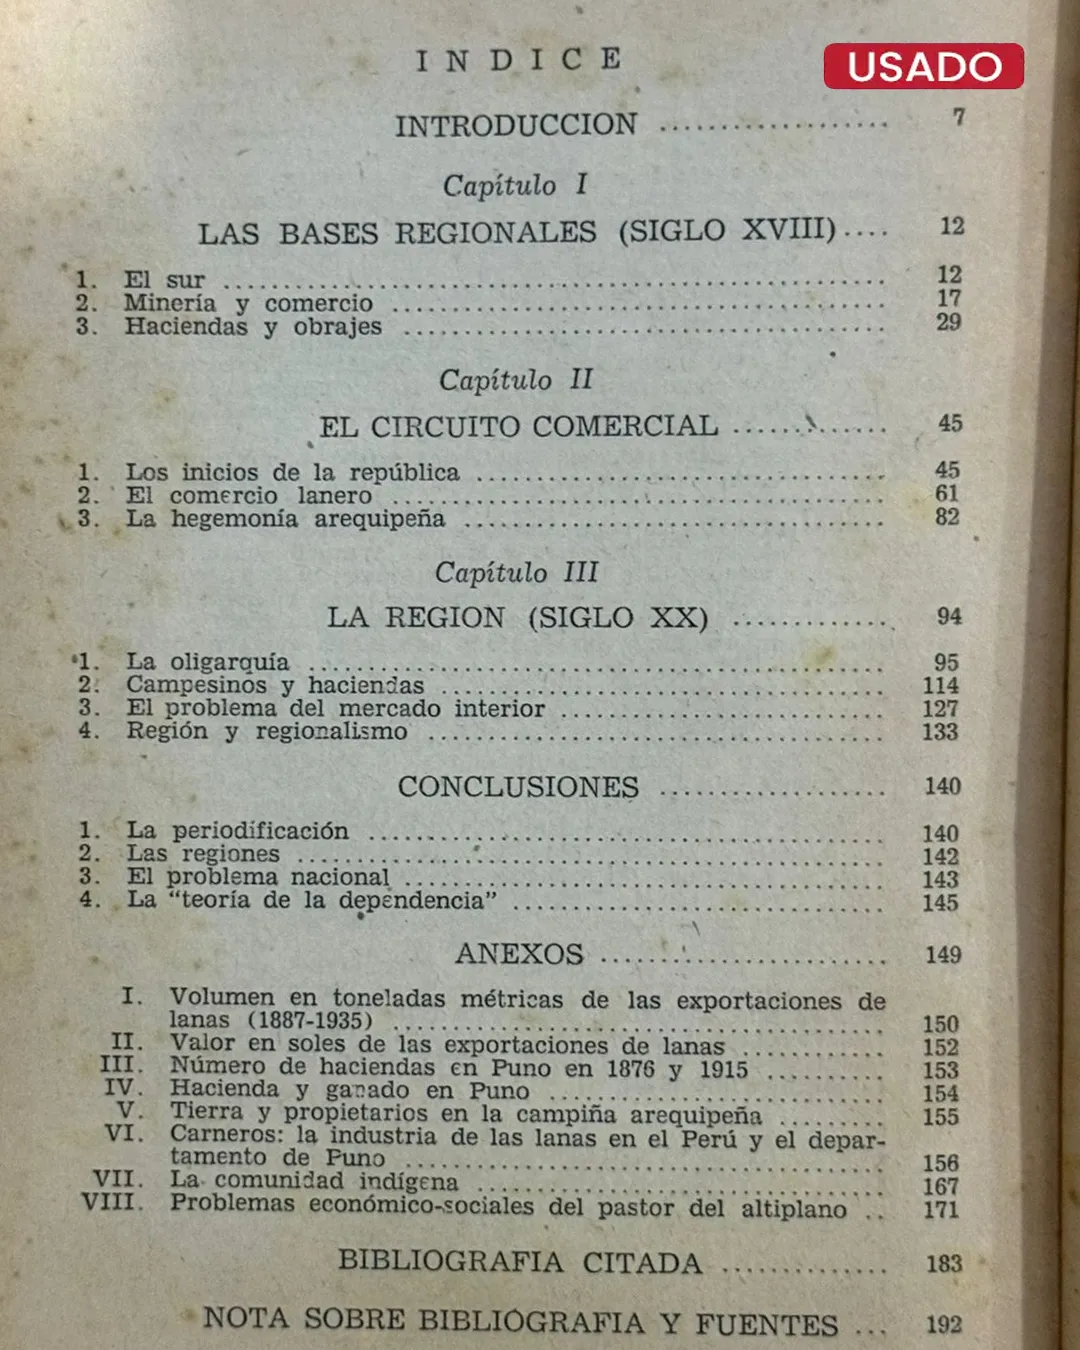 INDICE
USADO
INTRODUCCION .................. 7
Capítulo I
LAS BASES REGIONALES (SIGLO XVIII) .... 12
1. El sur .................. 12
2. Minería y comercio .................. 17
3. Haciendas y obrajes .................. 29
Capítulo II
EL CIRCUITO COMERCIAL ............ 45
1. Los inicios de la república .................. 45
2. El comercio lanero .................. 61
3. La hegemonía arequipeña .................. 82
Capítulo III
LA REGION (SIGLO XX) ............. 94
1. La oligarquía .................. 95
2. Campesinos y haciendas .................. 114
3. El problema del mercado interior .................. 127
4. Región y regionalismo .................. 133
CONCLUSIONES .................. 140
1. La periodificación .................. 140
2. Las regiones .................. 142
3. El problema nacional .................. 143
4. La "teoría de la dependencia" .................. 145
ANEXOS .................. 149
I. Volumen en toneladas métricas de las exportaciones de
lanas (1887-1935) .................. 150
II. Valor en soles de las exportaciones de lanas ............ 152
III. Número de haciendas en Puno en 1876 y 1915 .......... 153
IV. Hacienda y ganado en Puno .................. 154
V. Tierra y propietarios en la campiña arequipeña ......... 155
VI. Carneros: la industria de las lanas en el Perú y el depar-
tamento de Puno .................. 156
VII. La comunidad indígena .................. 167
VIII. Problemas económico-sociales del pastor del altiplano .. 171
BIBLIOGRAFIA CITADA .............. 183
NOTA SOBRE BIBLIOGRAFIA Y FUENTES ... 192